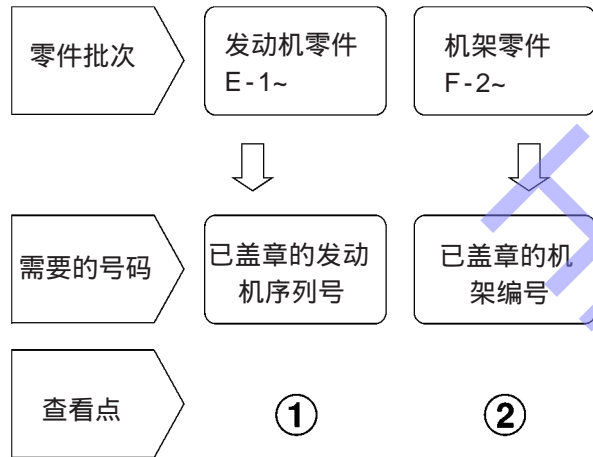 零件批次
发动机零件
E-1~
机架零件
F-2~
需要的号码
已盖章的发动
机序列号
已盖章的机
架编号
查看点
①
②